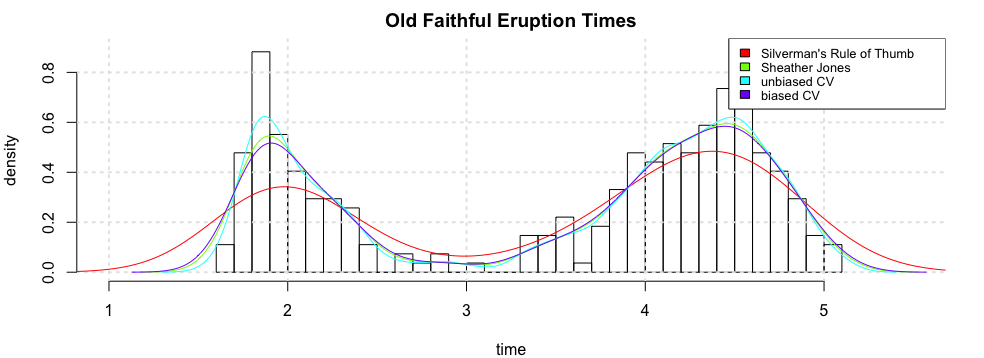 Old Faithful Eruption Times
Silverman's Rule of Thumb
Sheather Jones
unbiased CV
biased CV
density
0.8
0.6
0.4
0.2
0.0
1 2 3 4 5
time